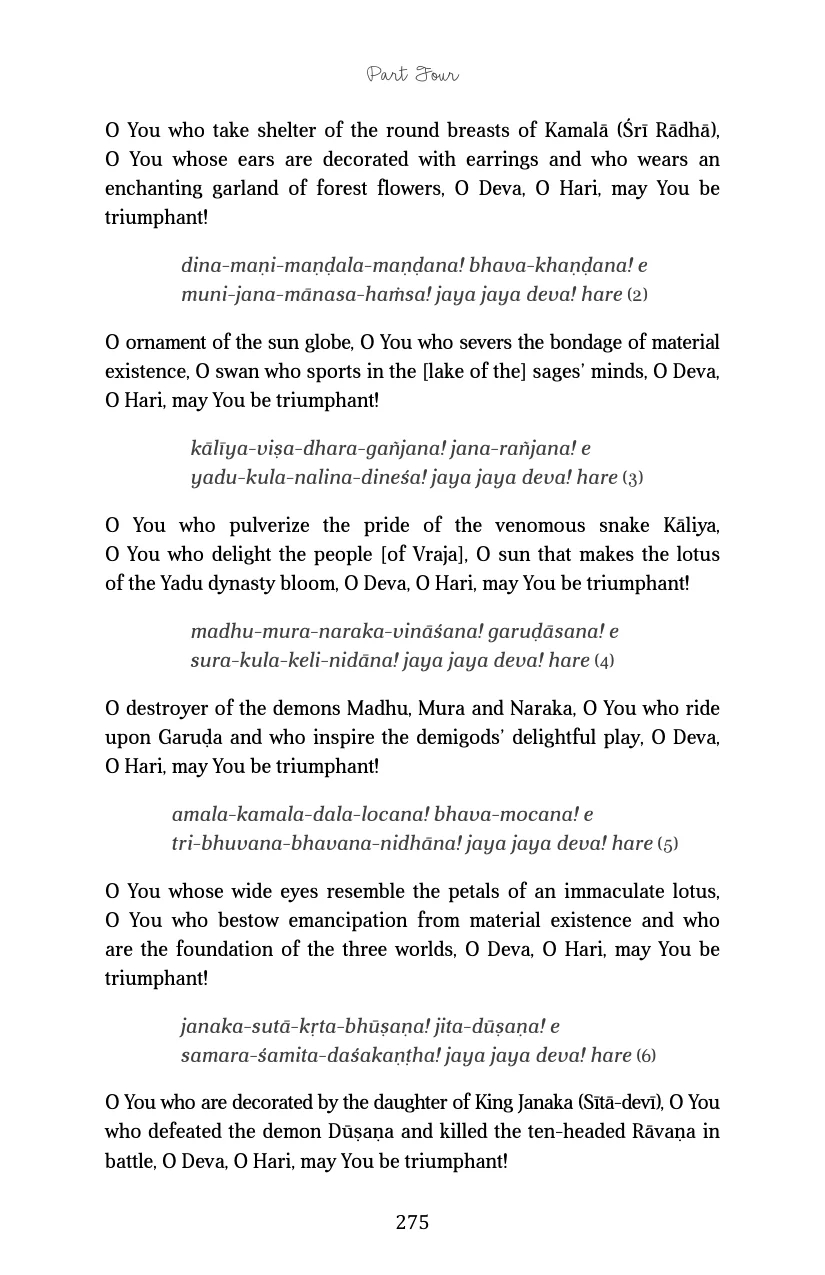 Part Four
O You who take shelter of the round breasts of Kamalā (Śrī Rādhā),
O You whose ears are decorated with earrings and who wears an
enchanting garland of forest flowers, O Deva, O Hari, may You be
triumphant!
dina-maṇi-maṇḍala-maṇḍana! bhava-khaṇḍana! e
muni-jana-mānasa-haṁsa! jaya jaya deva! hare (2)
O ornament of the sun globe, O You who severs the bondage of material
existence, O swan who sports in the [lake of the] sages’ minds, O Deva,
O Hari, may You be triumphant!
kālīya-viṣa-dhara-gañjana! jana-rañjana! e
yadu-kula-nalina-dineśa! jaya jaya deva! hare (3)
O You who pulverize the pride of the venomous snake Kāliya,
O You who delight the people [of Vraja], O sun that makes the lotus
of the Yadu dynasty bloom, O Deva, O Hari, may You be triumphant!
madhu-mura-naraka-vināśana! garuḍāsana! e
sura-kula-keli-nidāna! jaya jaya deva! hare (4)
O destroyer of the demons Madhu, Mura and Naraka, O You who ride
upon Garuḍa and who inspire the demigods’ delightful play, O Deva,
O Hari, may You be triumphant!
amala-kamala-dala-locana! bhava-mocana! e
tri-bhuvana-bhavana-nidhāna! jaya jaya deva! hare (5)
O You whose wide eyes resemble the petals of an immaculate lotus,
O You who bestow emancipation from material existence and who
are the foundation of the three worlds, O Deva, O Hari, may You be
triumphant!
janaka-sutā-kṛta-bhūṣaṇa! jita-dūṣaṇa! e
samara-śamita-daśakaṇṭha! jaya jaya deva! hare (6)
O You who are decorated by the daughter of King Janaka (Sītā-devī), O You
who defeated the demon Dūṣaṇa and killed the ten-headed Rāvaṇa in
battle, O Deva, O Hari, may You be triumphant!
275